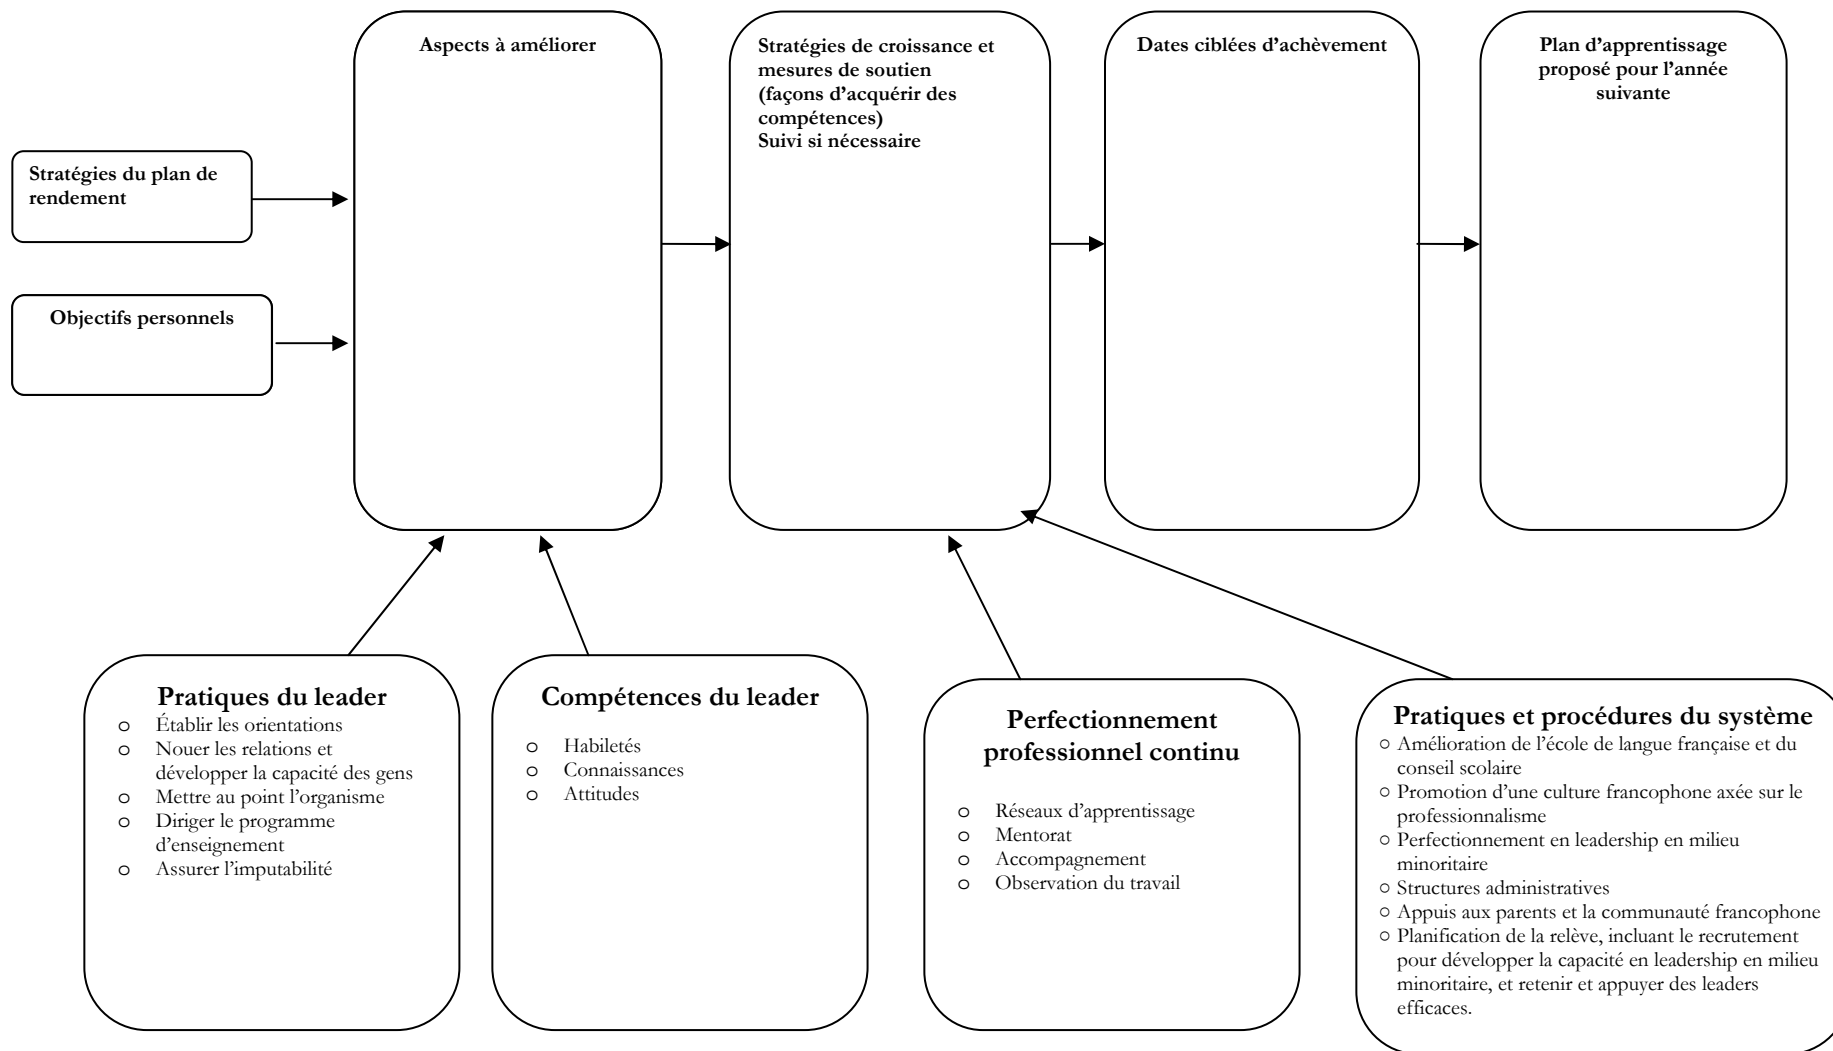 Aspects à améliorer
Stratégies de croissance et
mesures de soutien
(façons d’acquérir des
compétences)
Suivi si nécessaire
Dates ciblées d’achèvement
Plan d’apprentissage
proposé pour l’année
suivante
Stratégies du plan de
rendement
Objectifs personnels
Pratiques du leader
o Établir les orientations
o Nouer les relations et
développer la capacité des gens
o Mettre au point l’organisme
o Diriger le programme
d’enseignement
o Assurer l’imputabilité
Compétences du leader
o Habiletés
o Connaissances
o Attitudes
Perfectionnement
professionnel continu
o Réseaux d’apprentissage
o Mentorat
o Accompagnement
o Observation du travail
Pratiques et procédures du système
○ Amélioration de l’école de langue française et du
conseil scolaire
○ Promotion d’une culture francophone axée sur le
professionnalisme
○ Perfectionnement en leadership en milieu
minoritaire
○ Structures administratives
○ Appuis aux parents et la communauté francophone
○ Planification de la relève, incluant le recrutement
pour développer la capacité en leadership en milieu
minoritaire, et retenir et appuyer des leaders
efficaces.